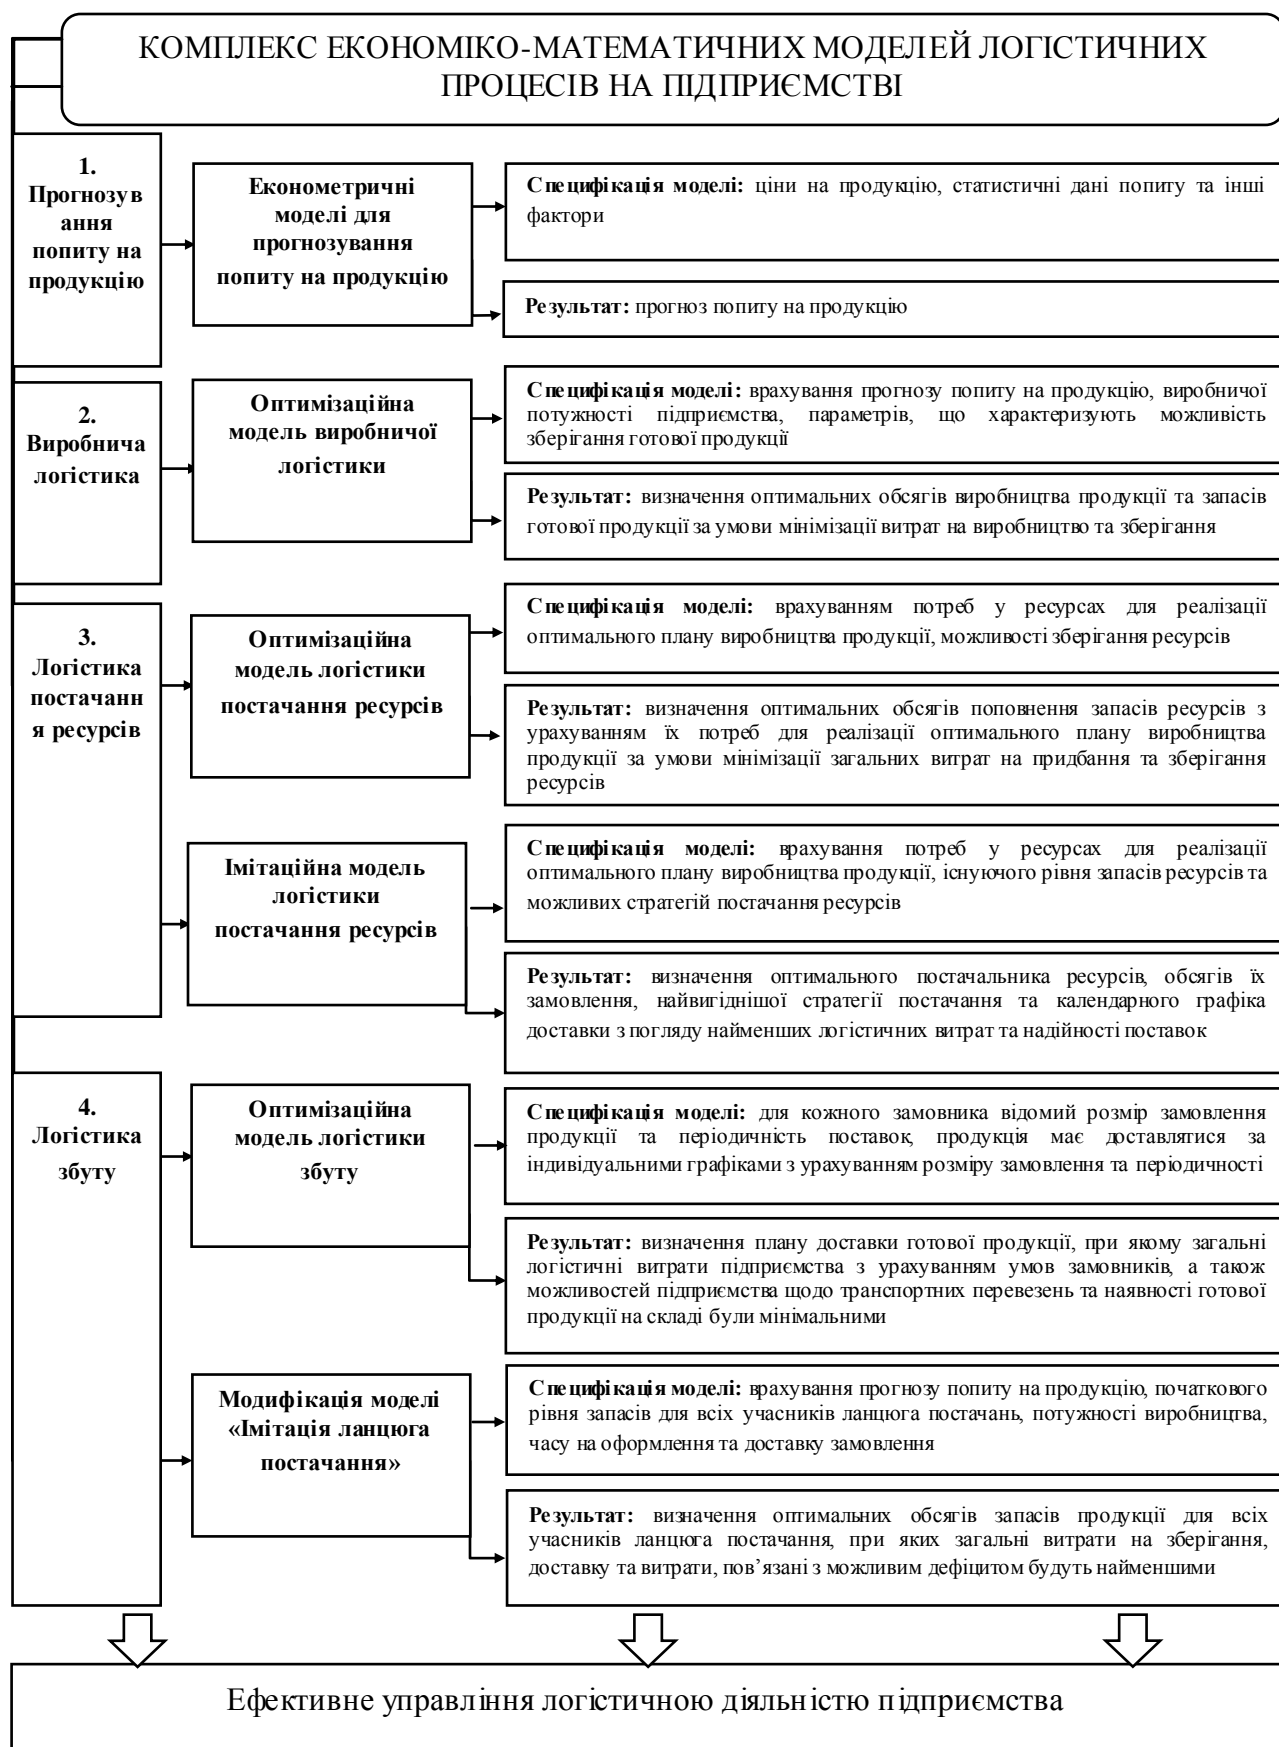 КОМПЛЕКС ЕКОНОМІКО-МАТЕМАТИЧНИХ МОДЕЛЕЙ ЛОГІСТИЧНИХ
ПРОЦЕСІВ НА ПІДПРИЄМСТВІ
1.
Прогнозув
ання
попиту на
продукцію
Економетричні
моделі для
прогнозування
попиту на продукцію
Специфікація моделі: ціни на продукцію, статистичні дані попиту та інші
фактори
Результат: прогноз попиту на продукцію
2.
Виробнича
логістика
Оптимізаційна
модель виробничої
логістики
Специфікація моделі: врахування прогнозу попиту на продукцію, виробничої
потужності підприємства, параметрів, що характеризують можливість
зберігання готової продукції
Результат: визначення оптимальних обсягів виробництва продукції та запасів
готової продукції за умови мінімізації витрат на виробництво та зберігання
3.
Логістика
постачанн
я ресурсів
Оптимізаційна
модель логістики
постачання ресурсів
Специфікація моделі: врахуванням потреб у ресурсах для реалізації
оптимального плану виробництва продукції, можливості зберігання ресурсів
Результат: визначення оптимальних обсягів поповнення запасів ресурсів з
урахуванням їх потреб для реалізації оптимального плану виробництва
продукції за умови мінімізації загальних витрат на придбання та зберігання
ресурсів
Імітаційна модель
логістики
постачання ресурсів
Специфікація моделі: врахування потреб у ресурсах для реалізації
оптимального плану виробництва продукції, існуючого рівня запасів ресурсів та
можливих стратегій постачання ресурсів
Результат: визначення оптимального постачальника ресурсів, обсягів їх
замовлення, найвигіднішої стратегії постачання та календарного графіка
доставки з погляду найменших логістичних витрат та надійності поставок
4.
Логістика
збуту
Оптимізаційна
модель логістики
збуту
Специфікація моделі: для кожного замовника відомий розмір замовлення
продукції та періодичність поставок, продукція має доставлятися за
індивідуальними графіками з урахуванням розміру замовлення та періодичності
Результат: визначення плану доставки готової продукції, при якому загальні
логістичні витрати підприємства з урахуванням умов замовників, а також
можливостей підприємства щодо транспортних перевезень та наявності готової
продукції на складі були мінімальними
Модифікація моделі
«Імітація ланцюга
постачання»
Специфікація моделі: врахування прогнозу попиту на продукцію, початкового
рівня запасів для всіх учасників ланцюга постачань, потужності виробництва,
часу на оформлення та доставку замовлення
Результат: визначення оптимальних обсягів запасів продукції для всіх
учасників ланцюга постачання, при яких загальні витрати на зберігання,
доставку та витрати, пов’язані з можливим дефіцитом будуть найменшими
Ефективне управління логістичною діяльністю підприємства